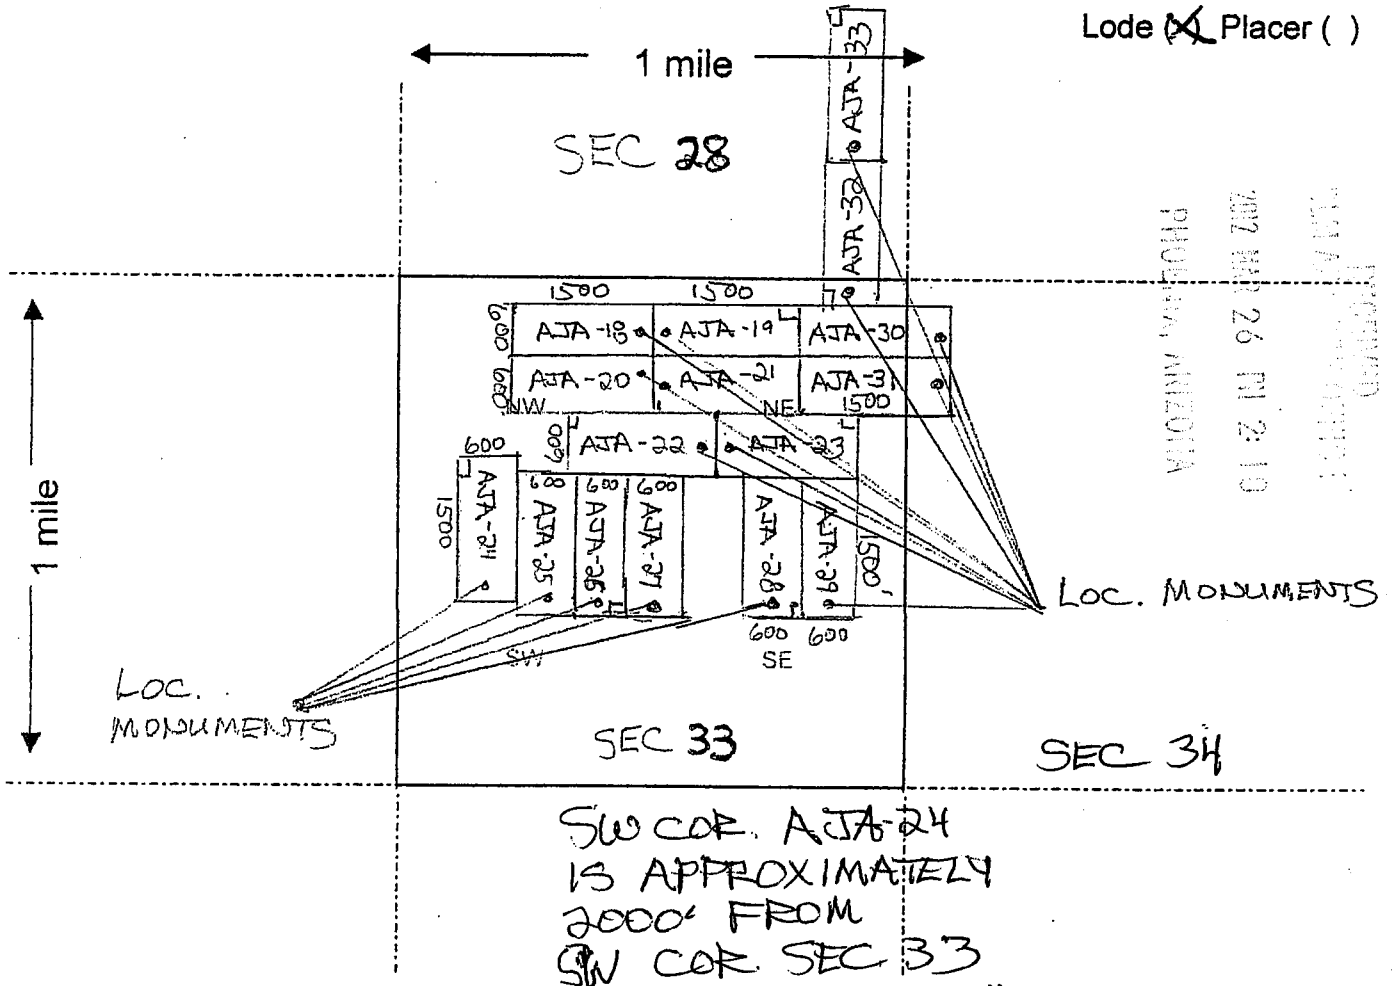 Lode (X) Placer ( )
1 mile
AJA-33
SEC 28
AJA-32
1500 1500
600 AJA-18 AJA-19 AJA-30
600' AJA-20 AJA-21 AJA-31
NW NE 1500
600 AJA-22 AJA-23
600
1500 AJA-24
600 600 600
AJA-25 AJA-26 AJA-27 AJA-28 AJA-29 1500'
1 mile
LOC. MONUMENTS
600 600
SW SE
LOC.
MONUMENTS
SEC 33
SEC 34
SW COR. AJA-24
IS APPROXIMATELY
2000' FROM
SW COR. SEC 33
26
2:10
PHOENIX, ARIZONA